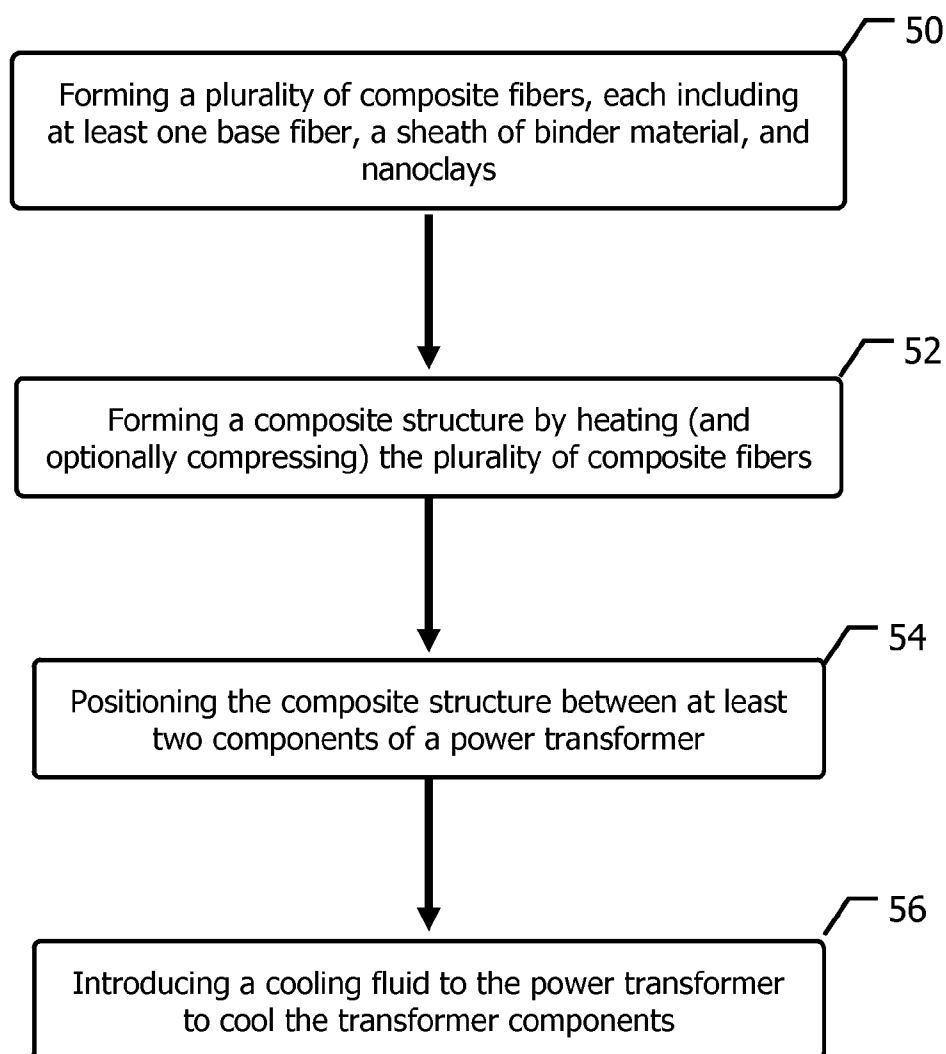 50
Forming a plurality of composite fibers, each including
at least one base fiber, a sheath of binder material, and
nanoclays
52
Forming a composite structure by heating (and
optionally compressing) the plurality of composite fibers
54
Positioning the composite structure between at least
two components of a power transformer
56
Introducing a cooling fluid to the power transformer
to cool the transformer components